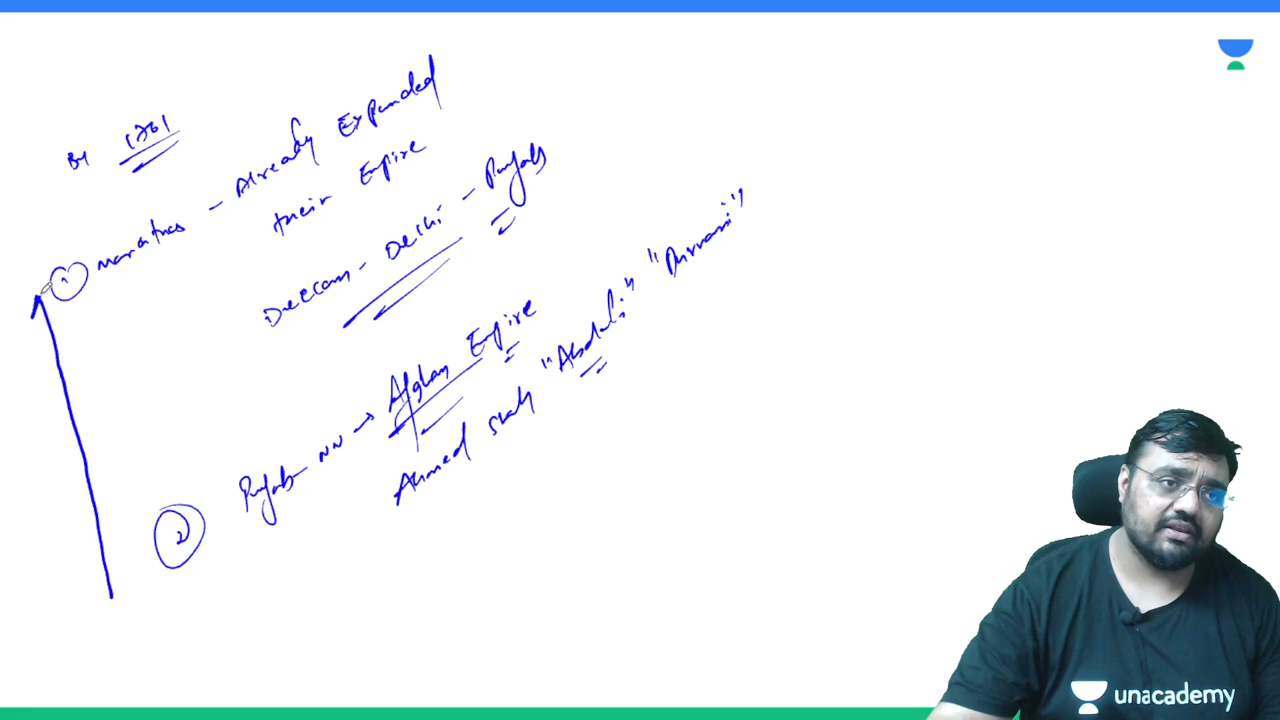 By 1761
① Marathas - Already Expanded
their Empire
Deccan - Delhi - Punjab
② Punjab NW → Afghan Empire
Ahmed Shah "Abdali" "Durrani"
unacademy